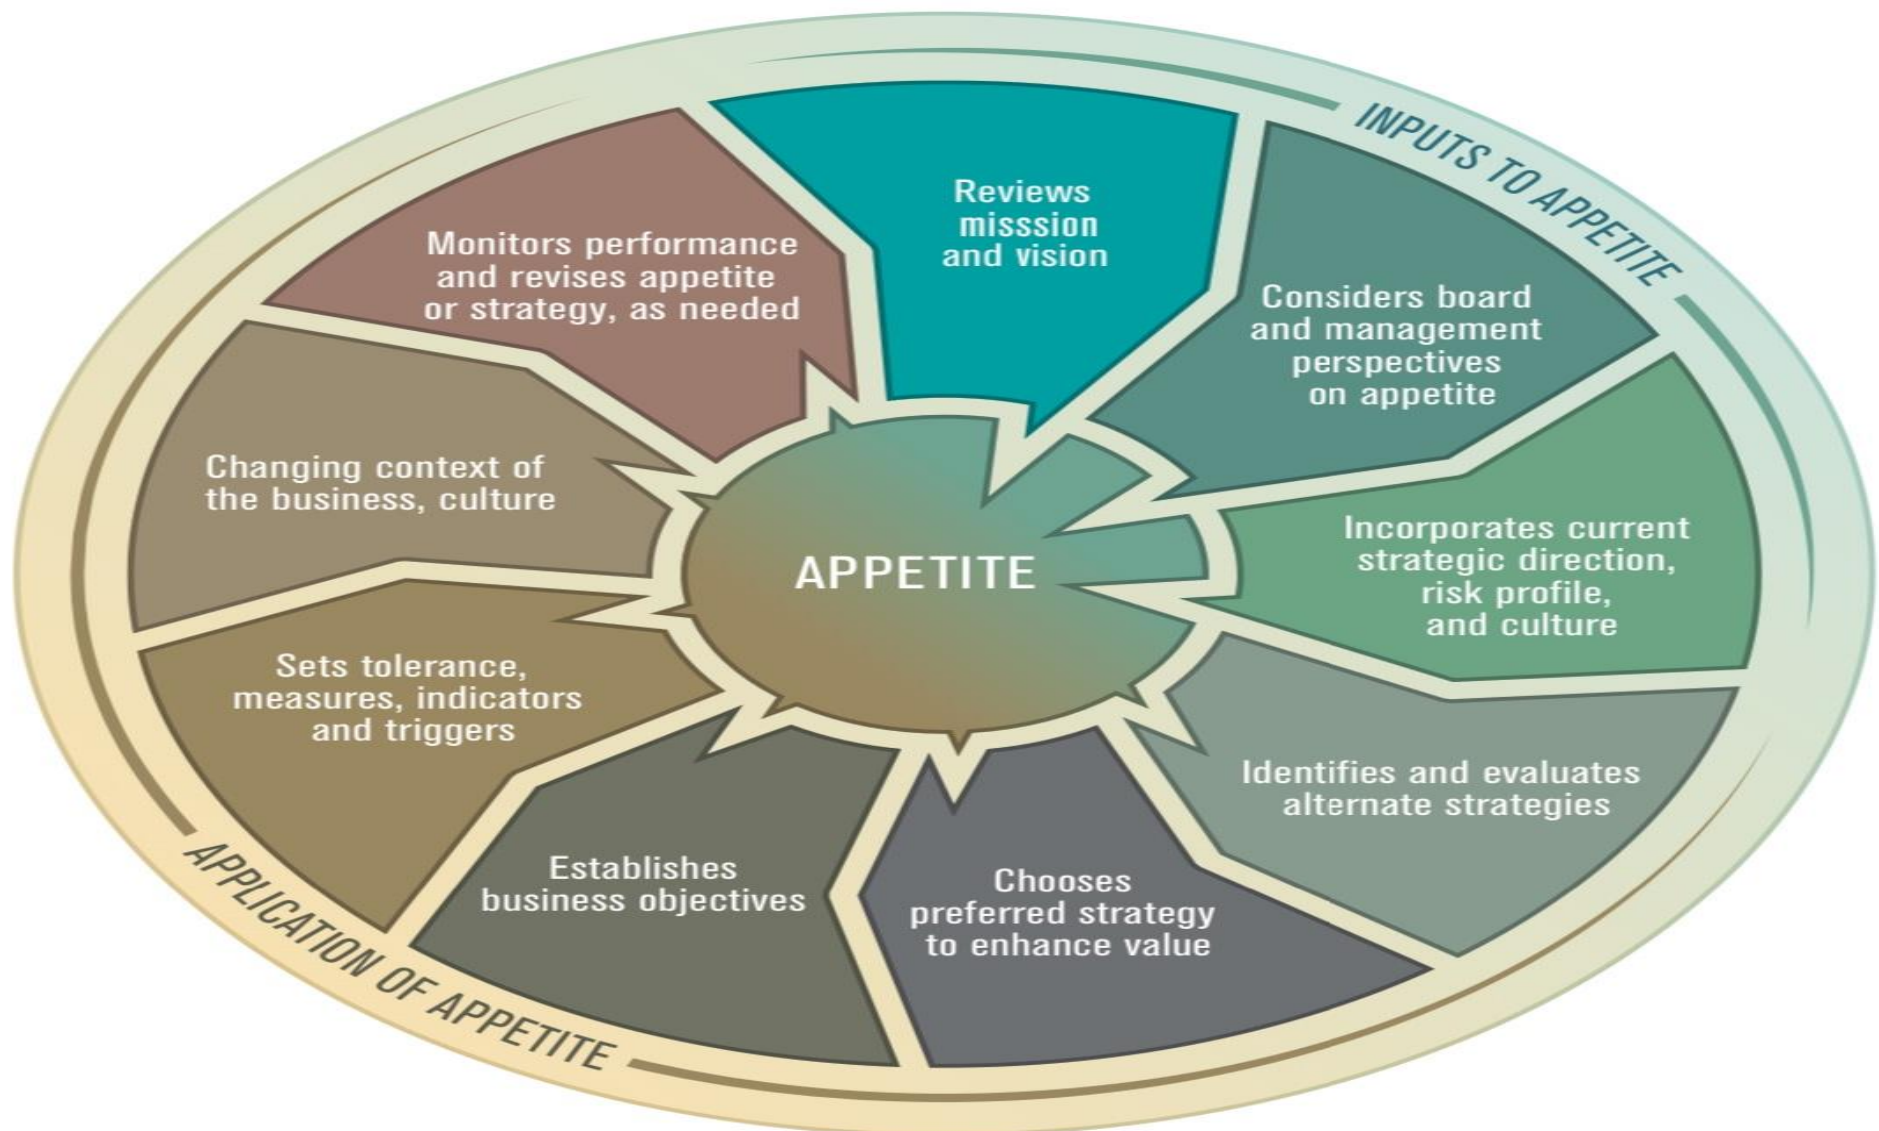 INPUTS TO APPETITE
Reviews
misssion
and vision
Considers board
and management
perspectives
on appetite
Incorporates current
strategic direction,
risk profile,
and culture
Identifies and evaluates
alternate strategies
Chooses
preferred strategy
to enhance value
Establishes
business objectives
Sets tolerance,
measures, indicators
and triggers
Changing context of
the business, culture
Monitors performance
and revises appetite
or strategy, as needed
APPETITE
APPLICATION OF APPETITE